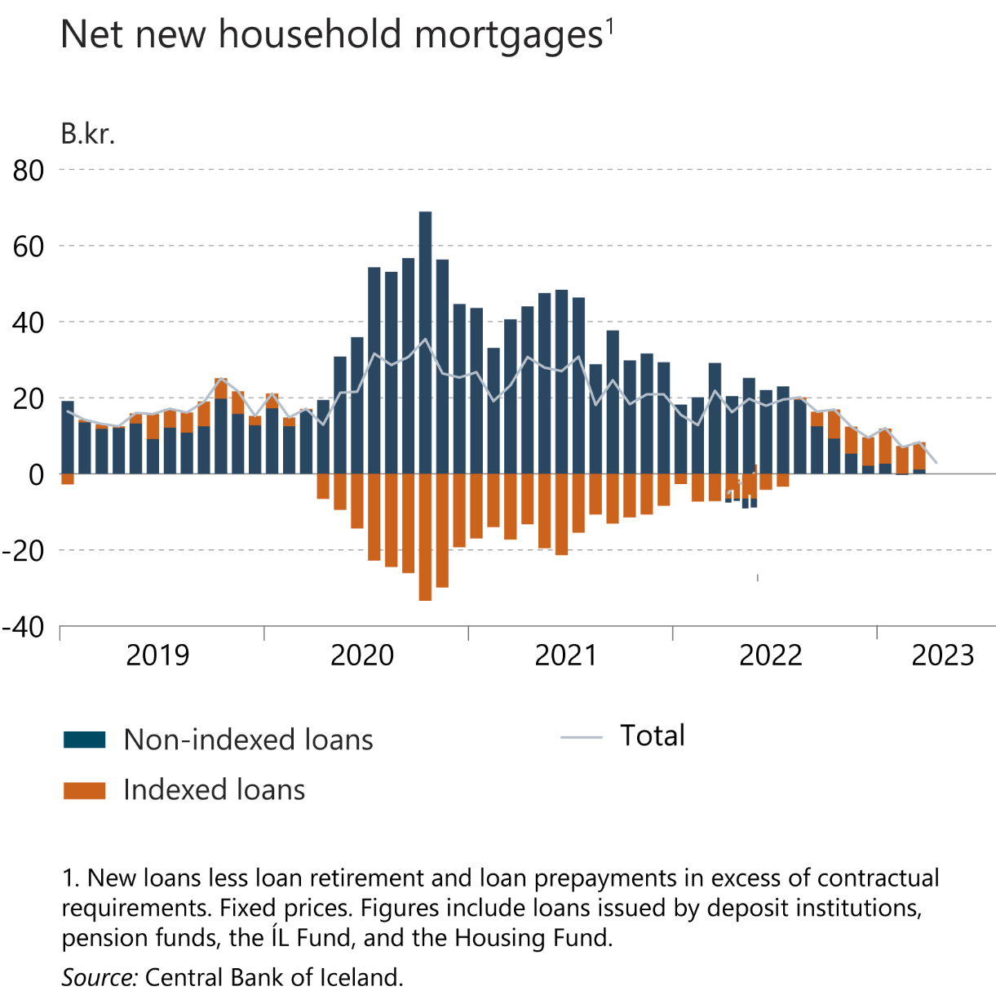 Net new household mortgages¹
B.kr.
80
60
40
20
0
-20
-40
2019 2020 2021 2022 2023
Non-indexed loans
Total
Indexed loans
1. New loans less loan retirement and loan prepayments in excess of contractual
requirements. Fixed prices. Figures include loans issued by deposit institutions,
pension funds, the ÍL Fund, and the Housing Fund.
Source: Central Bank of Iceland.